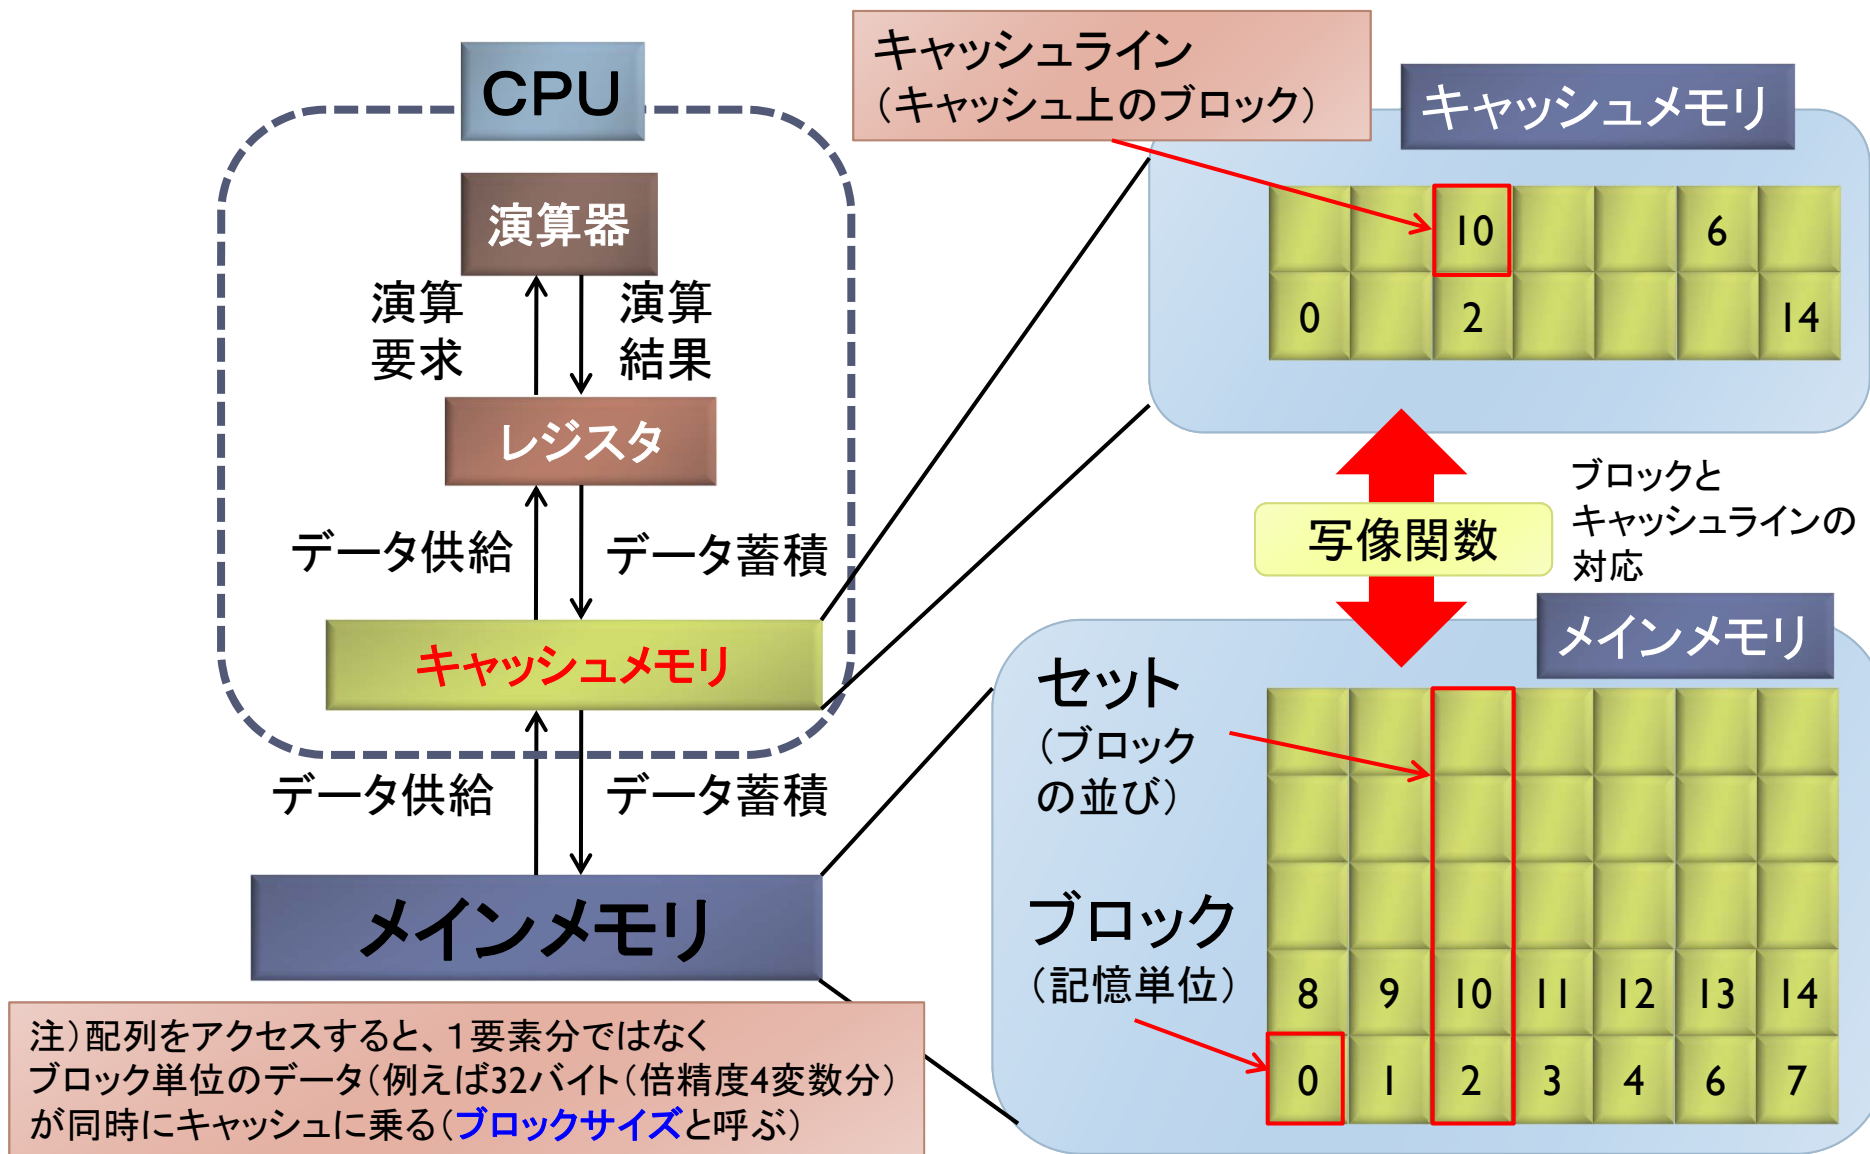 CPU
演算器
演算
要求
演算
結果
レジスタ
データ供給
データ蓄積
キャッシュメモリ
データ供給
データ蓄積
メインメモリ
注）配列をアクセスすると、１要素分ではなく
ブロック単位のデータ（例えば32バイト（倍精度4変数分）
が同時にキャッシュに乗る（ブロックサイズと呼ぶ）
キャッシュライン
（キャッシュ上のブロック）
キャッシュメモリ
10 6
0 2 14
写像関数
ブロックと
キャッシュラインの
対応
メインメモリ
セット
（ブロック
の並び）
ブロック
（記憶単位）
8 9 10 11 12 13 14
0 1 2 3 4 6 7